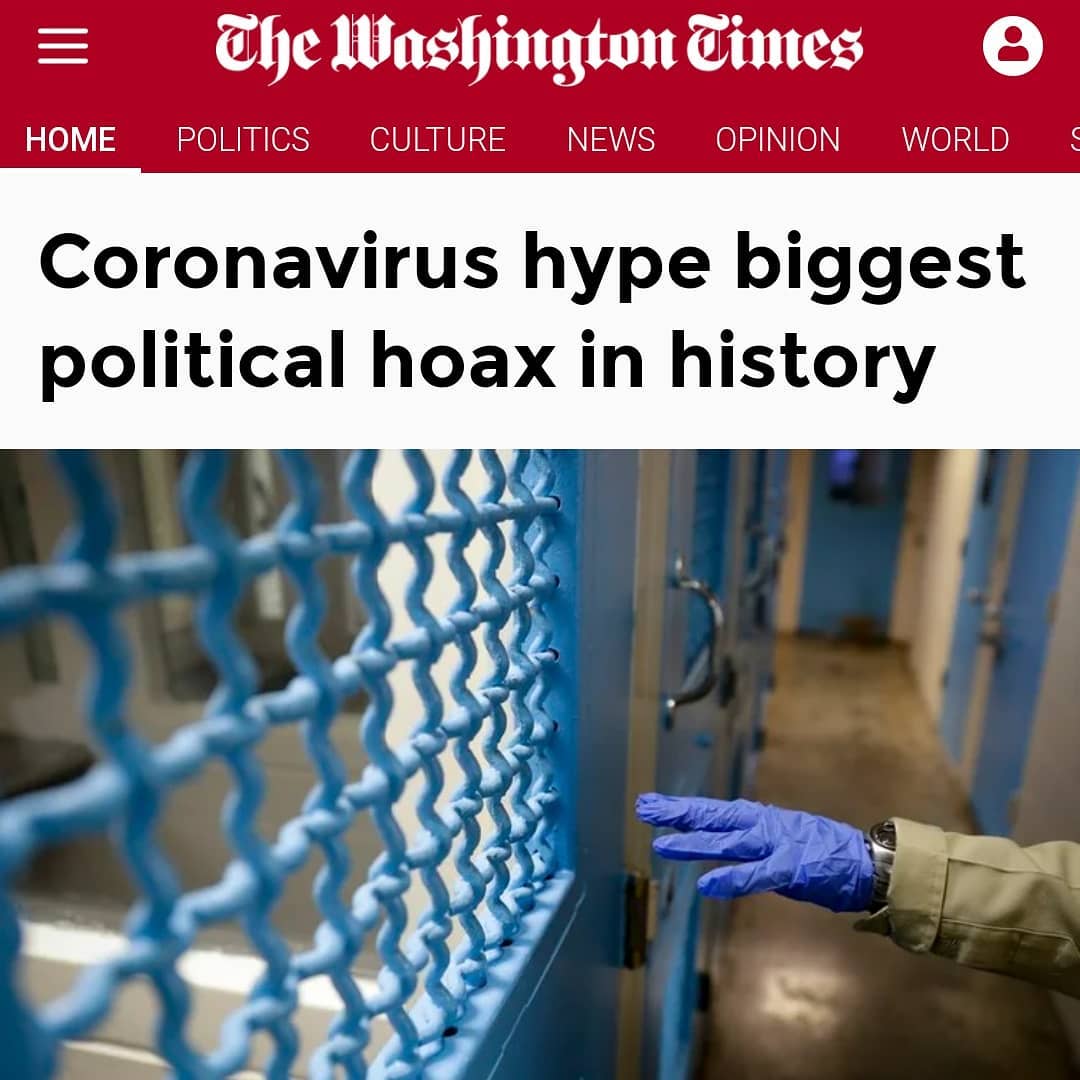 The Washington Times
HOME POLITICS CULTURE NEWS OPINION WORLD S
Coronavirus hype biggest
political hoax in history